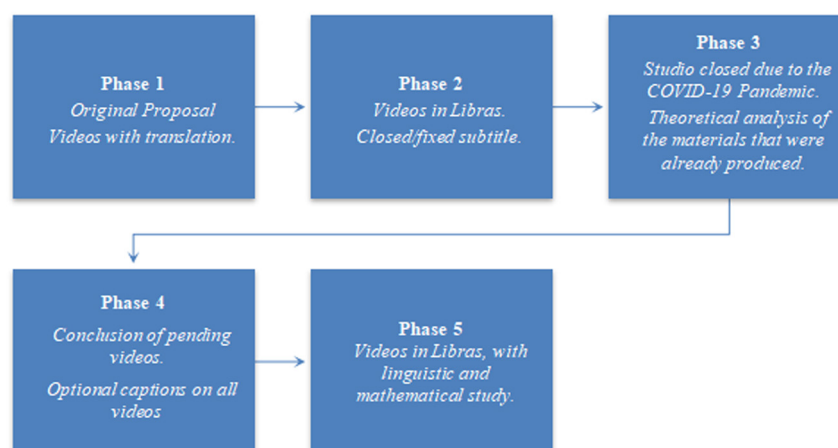 Phase 1
Original Proposal
Videos with translation.
Phase 2
Videos in Libras.
Closed/fixed subtitle.
Phase 3
Studio closed due to the
COVID-19 Pandemic.
Theoretical analysis of
the materials that were
already produced.
Phase 4
Conclusion of pending
videos.
Optional captions on all
videos
Phase 5
Videos in Libras, with
linguistic and
mathematical study.